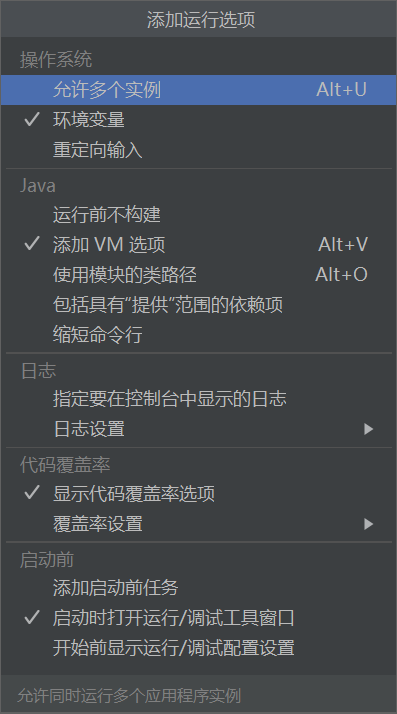 添加运行选项
操作系统
允许多个实例 Alt+U
环境变量
重定向输入
Java
运行前不构建
添加 VM 选项 Alt+V
使用模块的类路径 Alt+O
包括具有“提供”范围的依赖项
缩短命令行
日志
指定要在控制台中显示的日志
日志设置
代码覆盖率
显示代码覆盖率选项
覆盖率设置
启动前
添加启动前任务
启动时打开运行/调试工具窗口
开始前显示运行/调试配置设置
允许同时运行多个应用程序实例